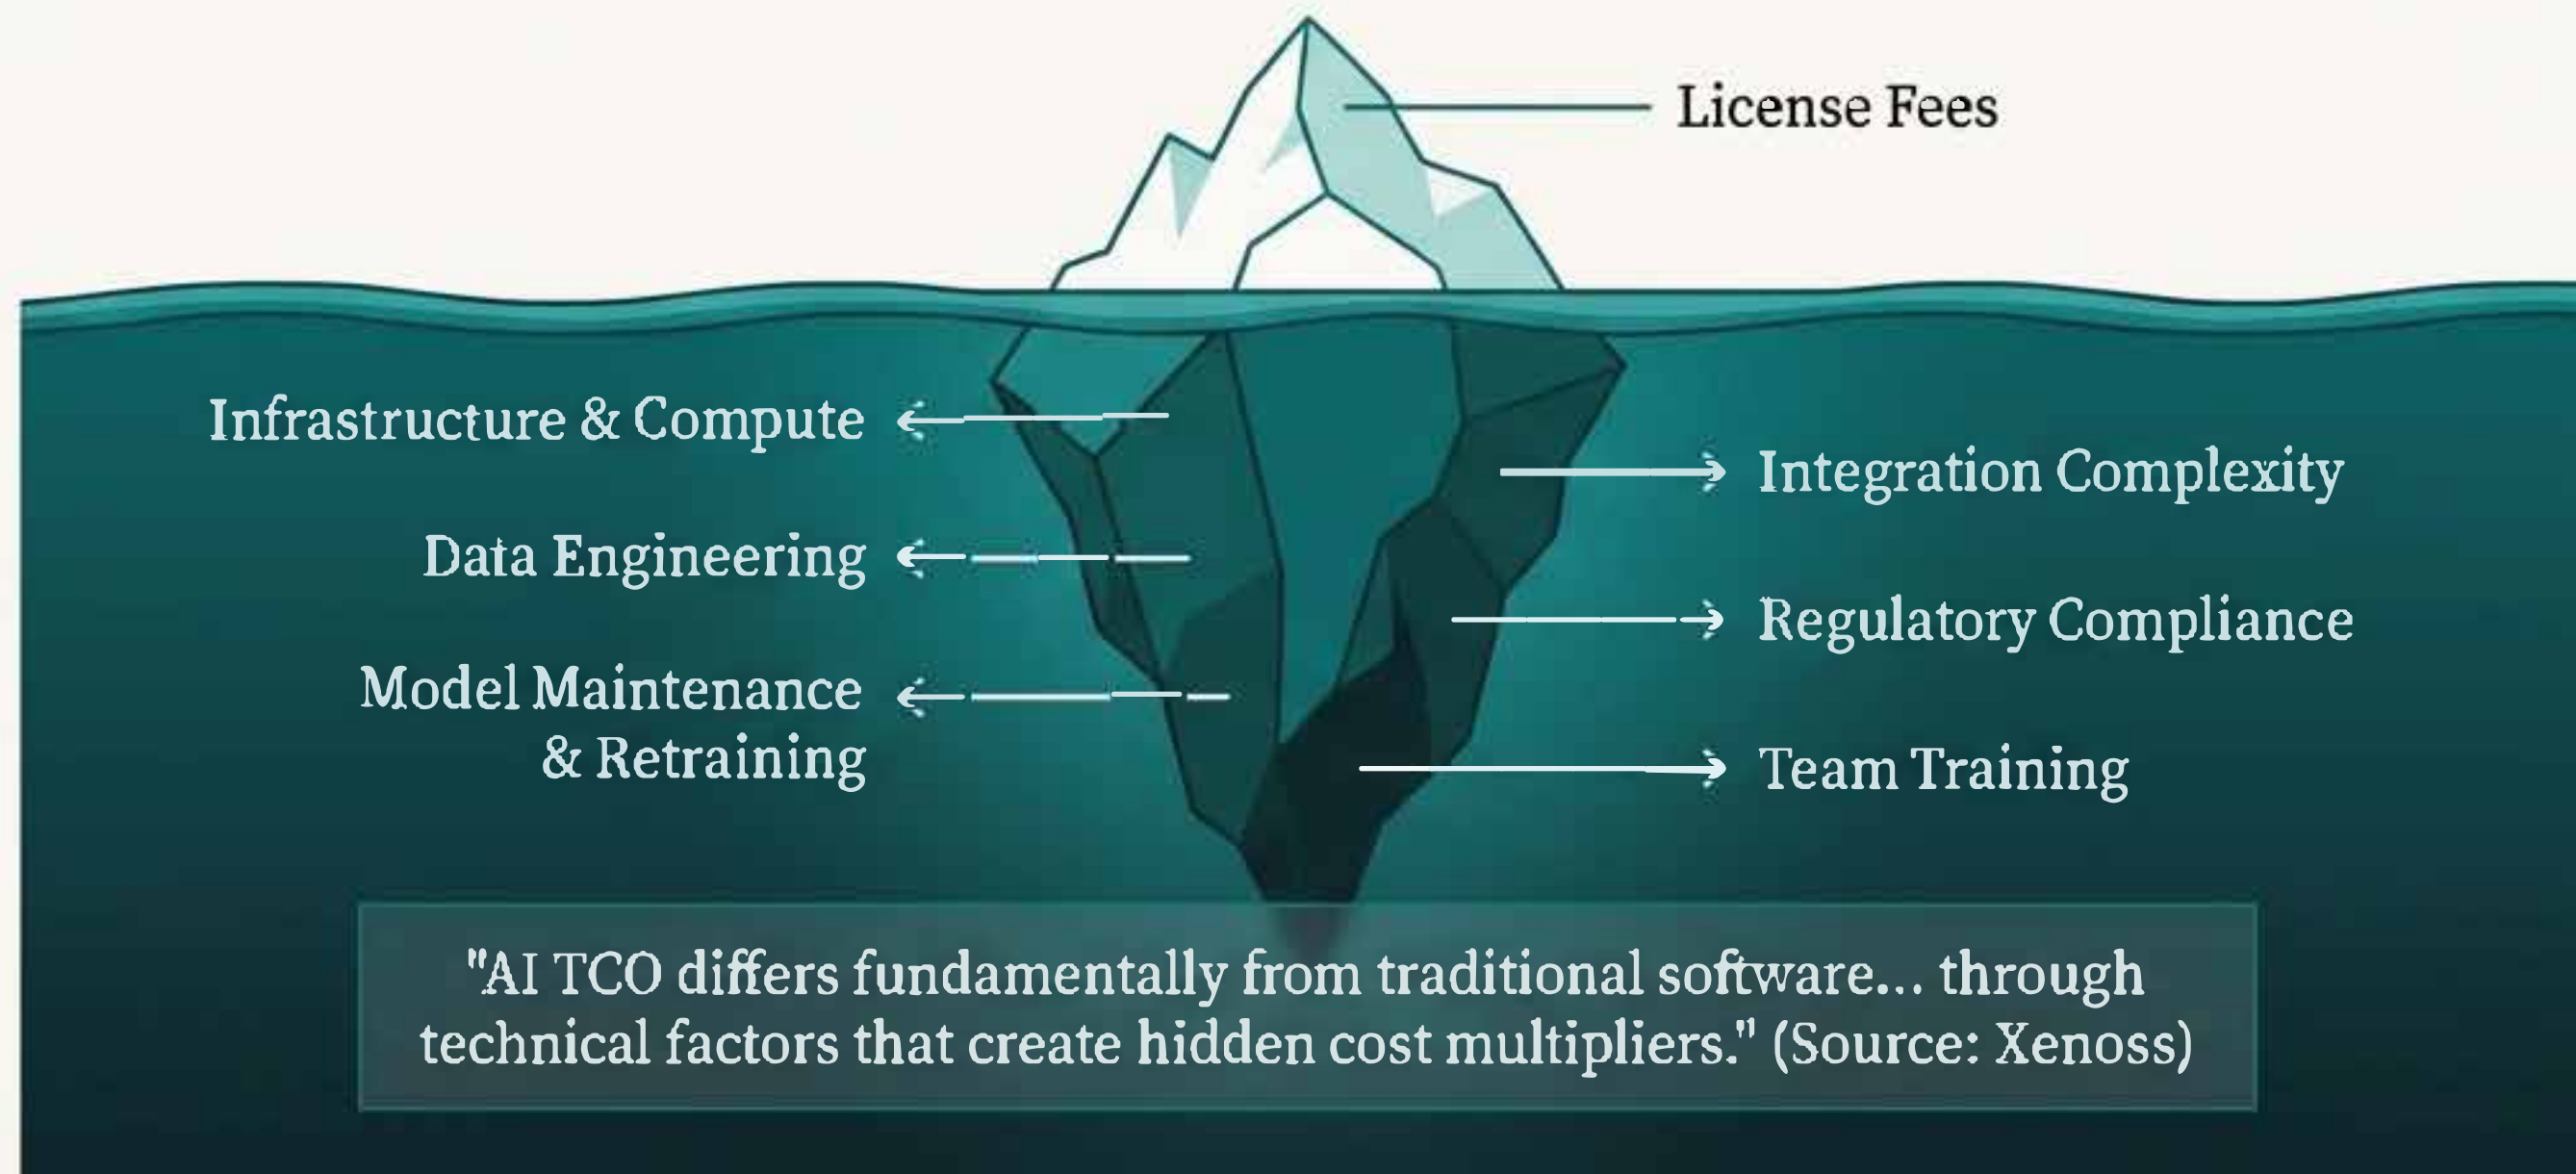 License Fees
Infrastructure & Compute
Data Engineering
Model Maintenance
& Retraining
Integration Complexity
Regulatory Compliance
Team Training
"AI TCO differs fundamentally from traditional software... through
technical factors that create hidden cost multipliers." (Source: Xenoss)